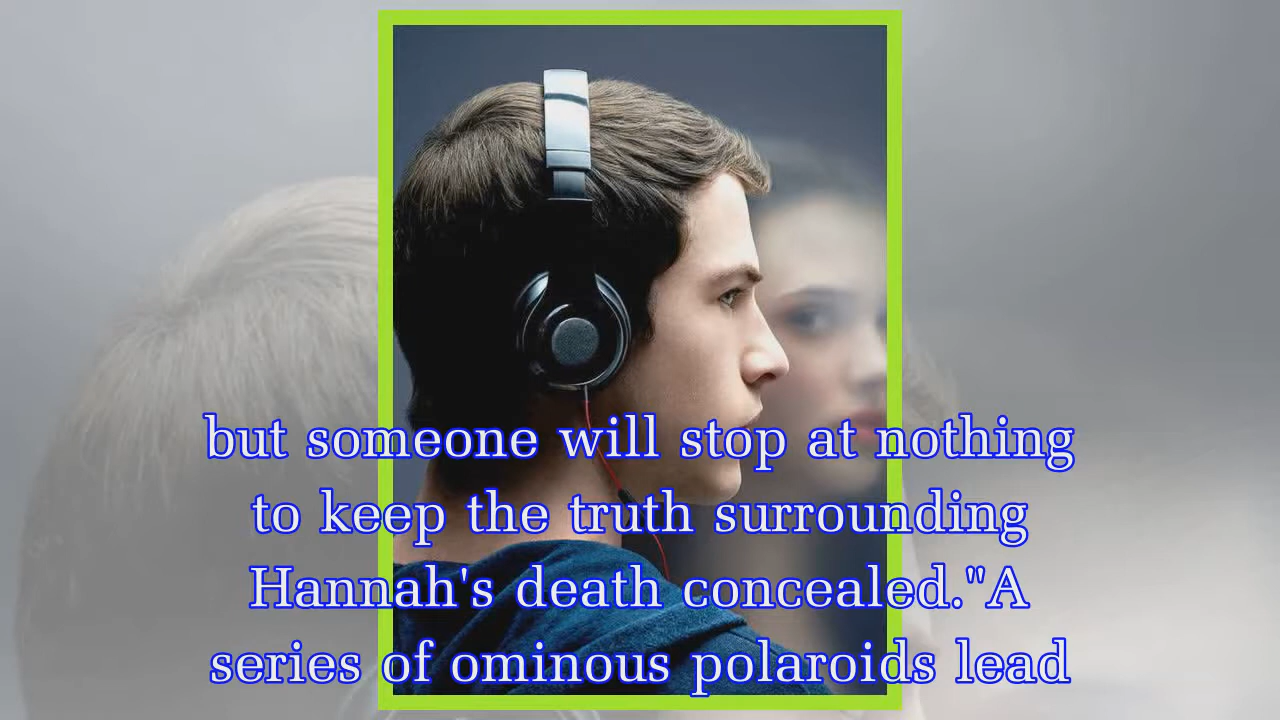 but someone will stop at nothing
to keep the truth surrounding
Hannah's death concealed."A
series of ominous polaroids lead